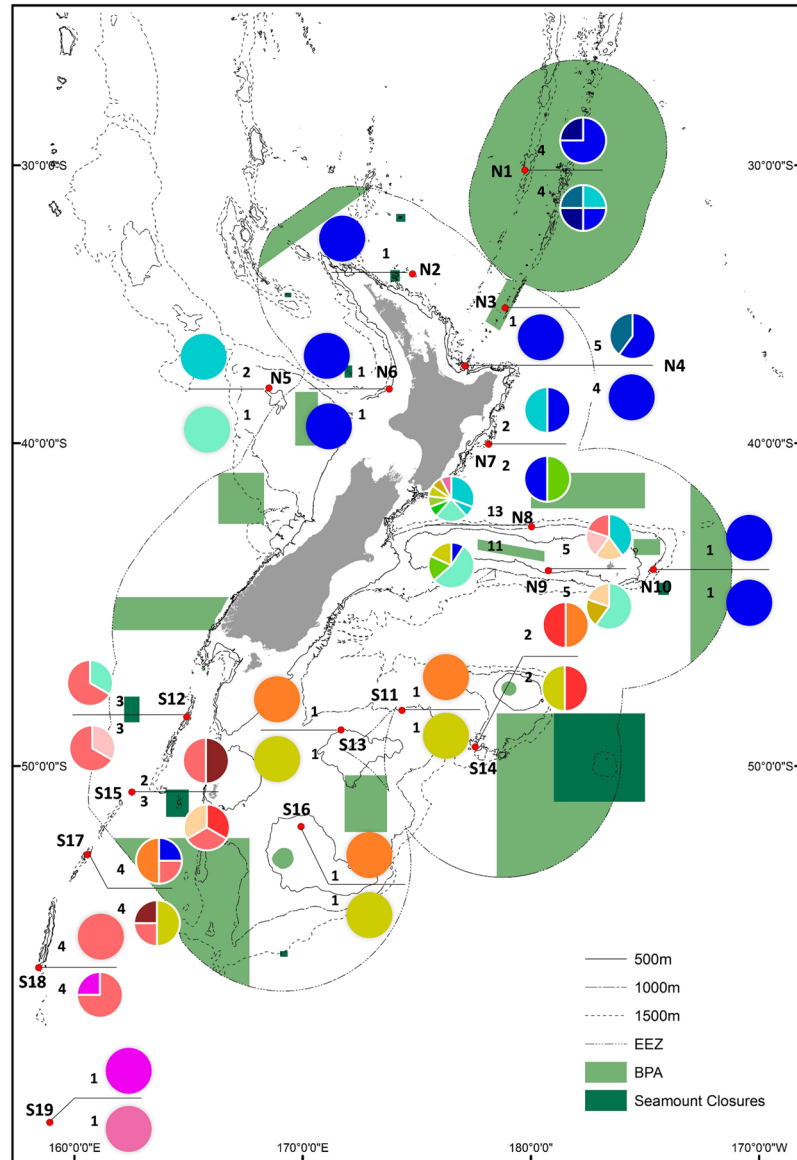 30°0'0"S
30°0'0"S
4
N1
4
1
N2
N3
1
5
N4
2
N5
1
N6
1
1
4
40°0'0"S
40°0'0"S
2
N7
2
13
N8
11
5
N9
5
1
N10
1
2
3
S12
3
1
S11
1
2
1
S13
1
S14
50°0'0"S
50°0'0"S
2
S15
3
S16
S17
4
1
1
4
4
S18
4
500m
1000m
1500m
EEZ
BPA
Seamount Closures
1
S19
1
160°0'0"E
170°0'0"E
180°0'0"
170°0'0"W